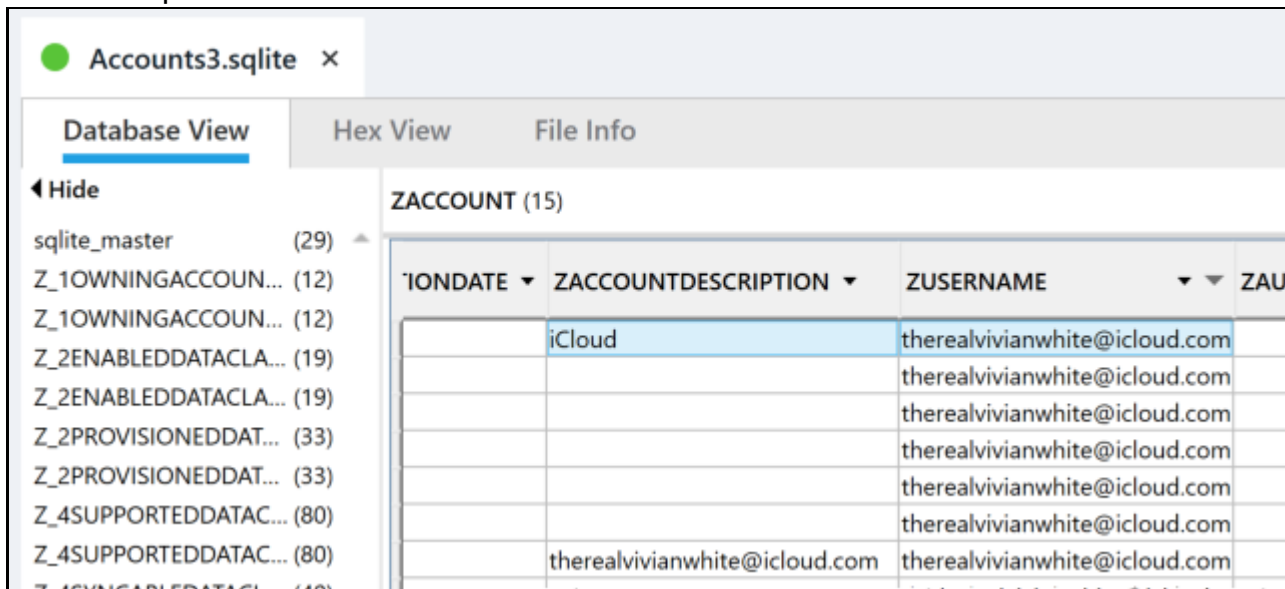 Accounts3.sqlite ×
Database View Hex View File Info
Hide
ZACCOUNT (15)
sqlite_master (29)
Z_1OWNINGACCOUN... (12)
Z_1OWNINGACCOUN... (12)
Z_2ENABLEDDATACLA... (19)
Z_2ENABLEDDATACLA... (19)
Z_2PROVISIONEDDAT... (33)
Z_2PROVISIONEDDAT... (33)
Z_4SUPPORTEDDATAC... (80)
Z_4SUPPORTEDDATAC... (80)
IONDATE ZACCOUNTDESCRIPTION ZUSERNAME ZAU
iCloud therealvivianwhite@icloud.com
therealvivianwhite@icloud.com
therealvivianwhite@icloud.com
therealvivianwhite@icloud.com
therealvivianwhite@icloud.com
therealvivianwhite@icloud.com
therealvivianwhite@icloud.com therealvivianwhite@icloud.com